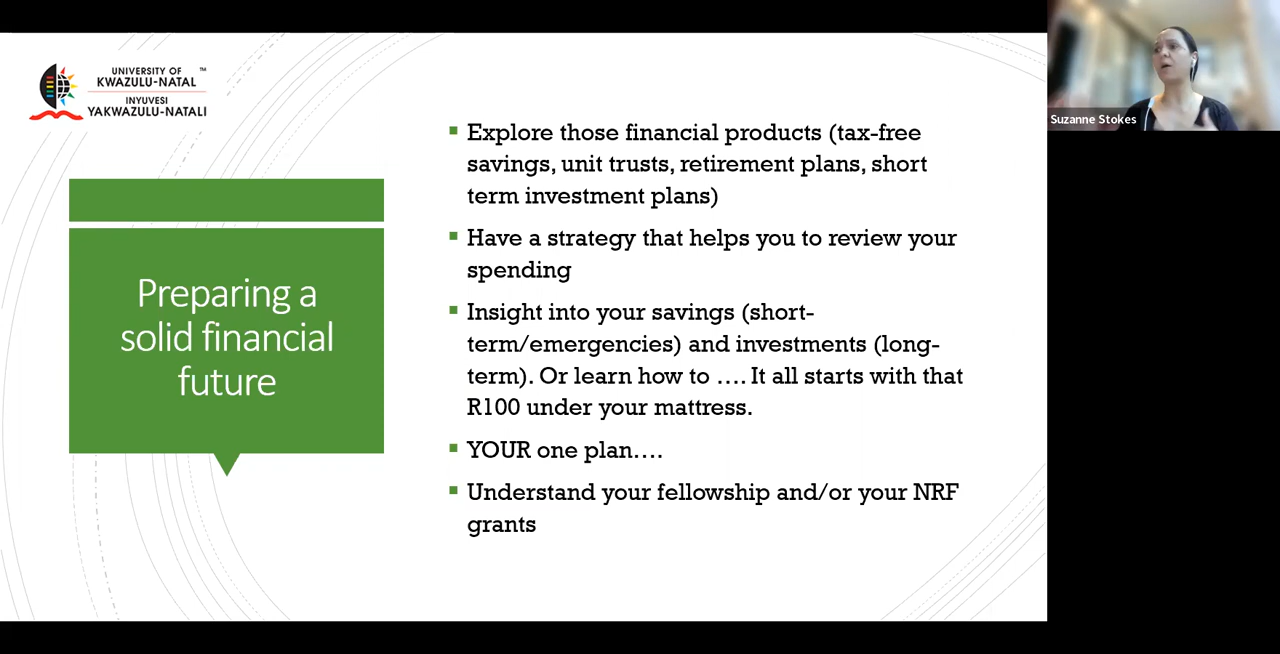 UNIVERSITY OF ™
KWAZULU-NATAL
INYUVESI
YAKWAZULU-NATALI
Preparing a
solid financial
future
▪ Explore those financial products (tax-free
savings, unit trusts, retirement plans, short
term investment plans)
▪ Have a strategy that helps you to review your
spending
▪ Insight into your savings (short-
term/emergencies) and investments (long-
term). Or learn how to …. It all starts with that
R100 under your mattress.
▪ YOUR one plan….
▪ Understand your fellowship and/or your NRF
grants
Suzanne Stokes